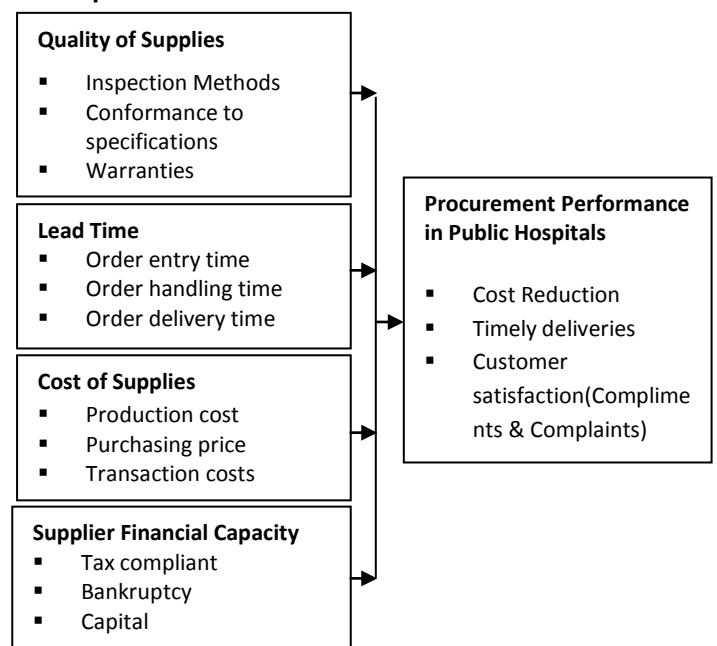 Quality of Supplies
▪ Inspection Methods
▪ Conformance to
specifications
▪ Warranties
Lead Time
▪ Order entry time
▪ Order handling time
▪ Order delivery time
Cost of Supplies
▪ Production cost
▪ Purchasing price
▪ Transaction costs
Supplier Financial Capacity
▪ Tax compliant
▪ Bankruptcy
▪ Capital
Procurement Performance
in Public Hospitals
▪ Cost Reduction
▪ Timely deliveries
▪ Customer
satisfaction(Complime
nts & Complaints)